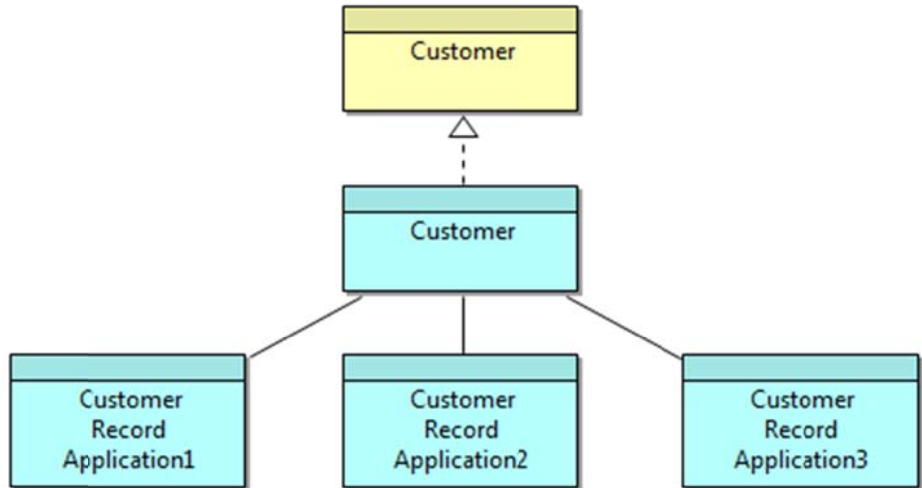 Customer
Customer
Customer
Record
Application1
Customer
Record
Application2
Customer
Record
Application3